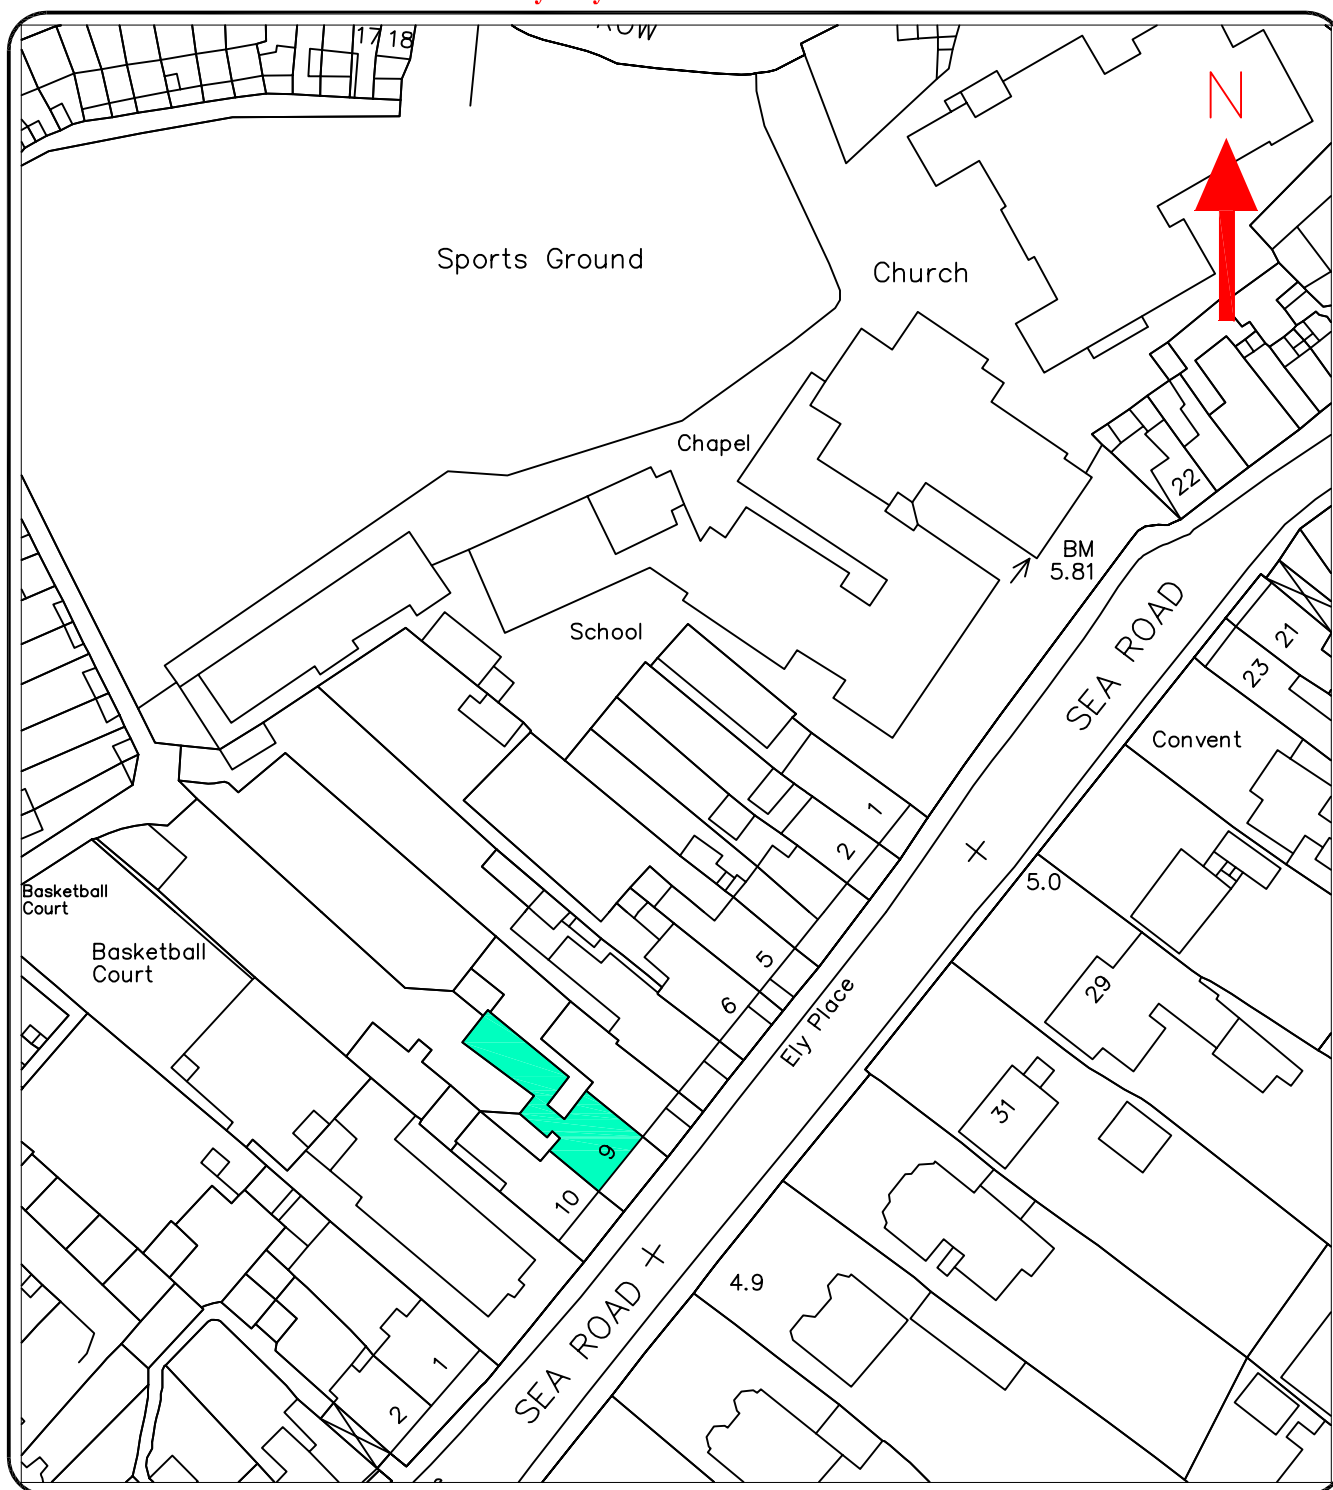 17 18
N
Sports Ground
Church
Chapel
22
BM
5.81
School
SEA ROAD
21
23
Convent
1
2
5.0
Basketball
Court
Basketball
Court
5
6
Ely Place
29
31
9
10
4.9
SEA ROAD
1
2